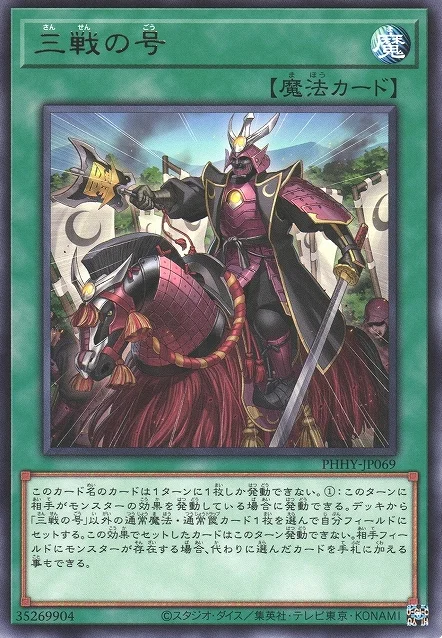 三戦の号
さん せん ごう
魔
【魔法カード】
ま ほう
PHHY-JP069
このカード名のカードは1ターンに1枚しか発動できない。①:このターンに
相手がモンスターの効果を発動している場合に発動できる。デッキから
「三戦の号」以外の通常魔法・通常罠カード1枚を選んで自分フィールドに
セットする。この効果でセットしたカードはこのターン発動できない。相手フィー
ルドにモンスターが存在する場合、代わりに選んだカードを手札に加える
事もできる。
35269904
©スタジオ・ダイス/集英社・テレビ東京・KONAMI